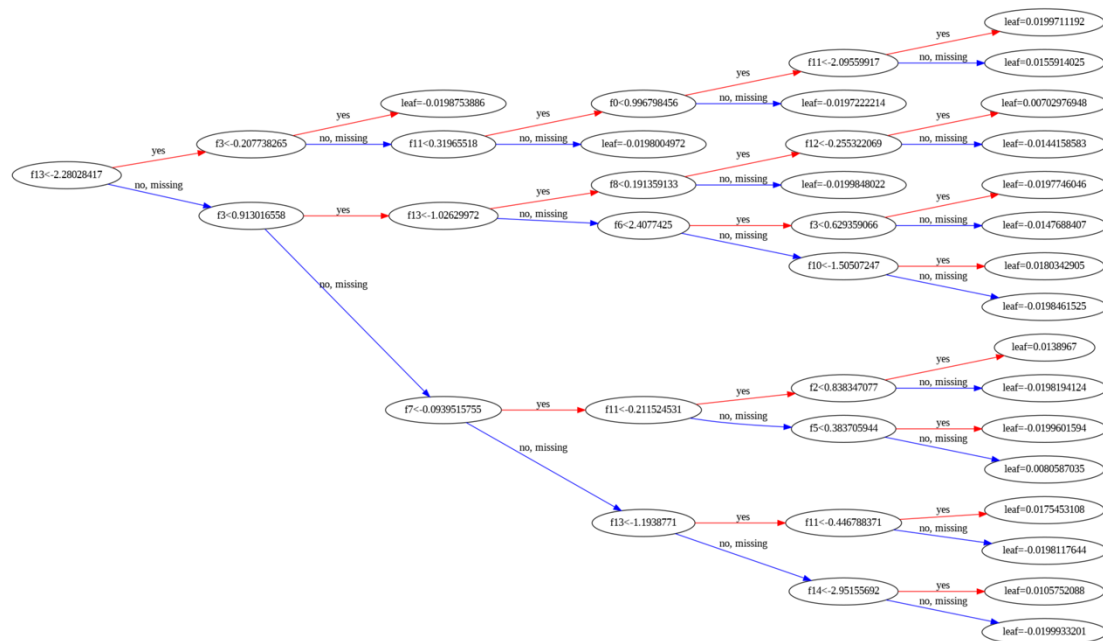 leaf=0.0199711192
yes
f11<-2.09559917
no, missing
leaf=0.0155914025
yes
leaf=-0.0198753886
f0<0.996798456
no, missing
leaf=-0.0197222214
leaf=0.00702976948
yes
yes
yes
f3<-0.207738265
no, missing
f11<0.31965518
no, missing
leaf=-0.0198004972
f12<-0.255322069
no, missing
leaf=-0.0144158583
yes
yes
f13<-2.28028417
f8<0.191359133
no, missing
leaf=-0.0199848022
leaf=-0.0197746046
no, missing
yes
yes
f3<0.913016558
yes
f13<-1.02629972
no, missing
f6<2.4077425
yes
f3<0.629359066
no, missing
leaf=-0.0147688407
no, missing
f10<-1.50507247
yes
leaf=0.0180342905
no, missing
no, missing
leaf=-0.0198461525
leaf=0.0138967
yes
f2<0.838347077
no, missing
leaf=-0.0198194124
yes
f7<-0.0939515755
yes
f11<-0.211524531
no, missing
f5<0.383705944
yes
leaf=-0.0199601594
no, missing
no, missing
leaf=0.0080587035
leaf=0.0175453108
yes
f13<-1.1938771
yes
f11<-0.446788371
no, missing
no, missing
leaf=-0.0198117644
f14<-2.95155692
yes
leaf=0.0105752088
no, missing
leaf=-0.0199933201